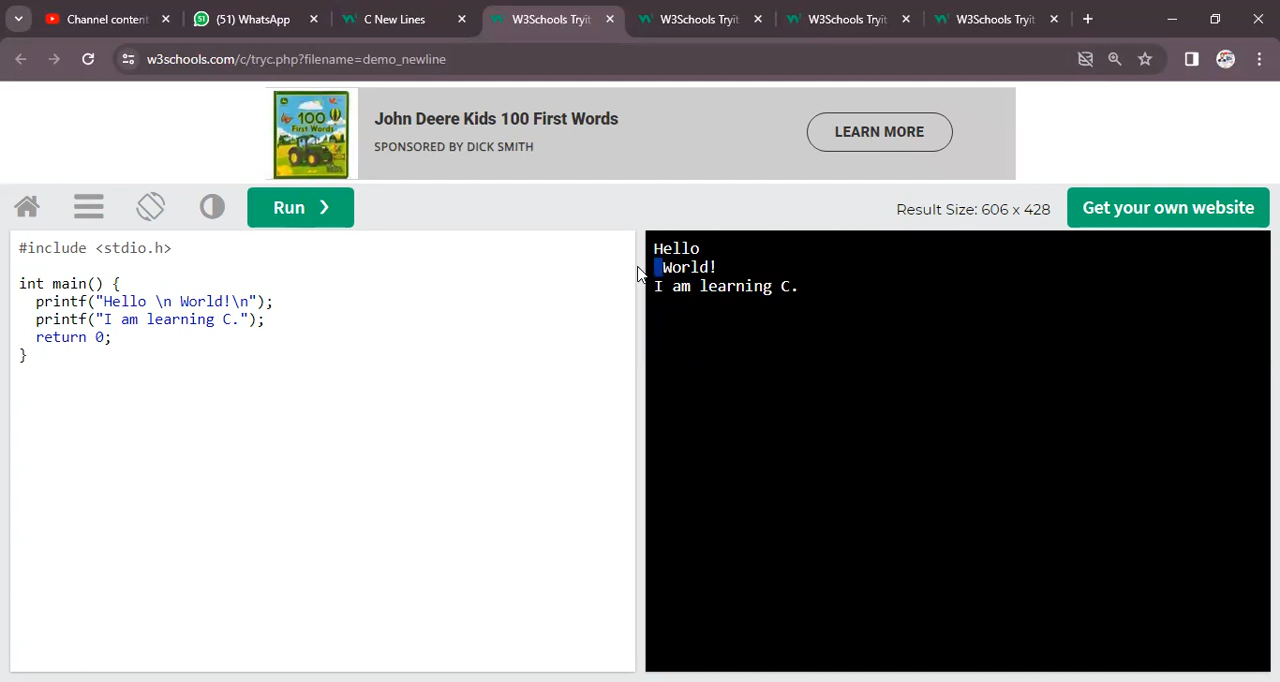 Channel content
(51) WhatsApp
C New Lines
W3Schools Tryit
W3Schools Tryit
W3Schools Tryit
W3Schools Tryit
w3schools.com/c/tryc.php?filename=demo_newline
100
First Words
John Deere Kids 100 First Words
SPONSORED BY DICK SMITH
LEARN MORE
Run ❯
Result Size: 606 x 428
Get your own website
#include <stdio.h>
int main() {
  printf("Hello \n World!\n");
  printf("I am learning C.");
  return 0;
}
Hello
 World!
I am learning C.